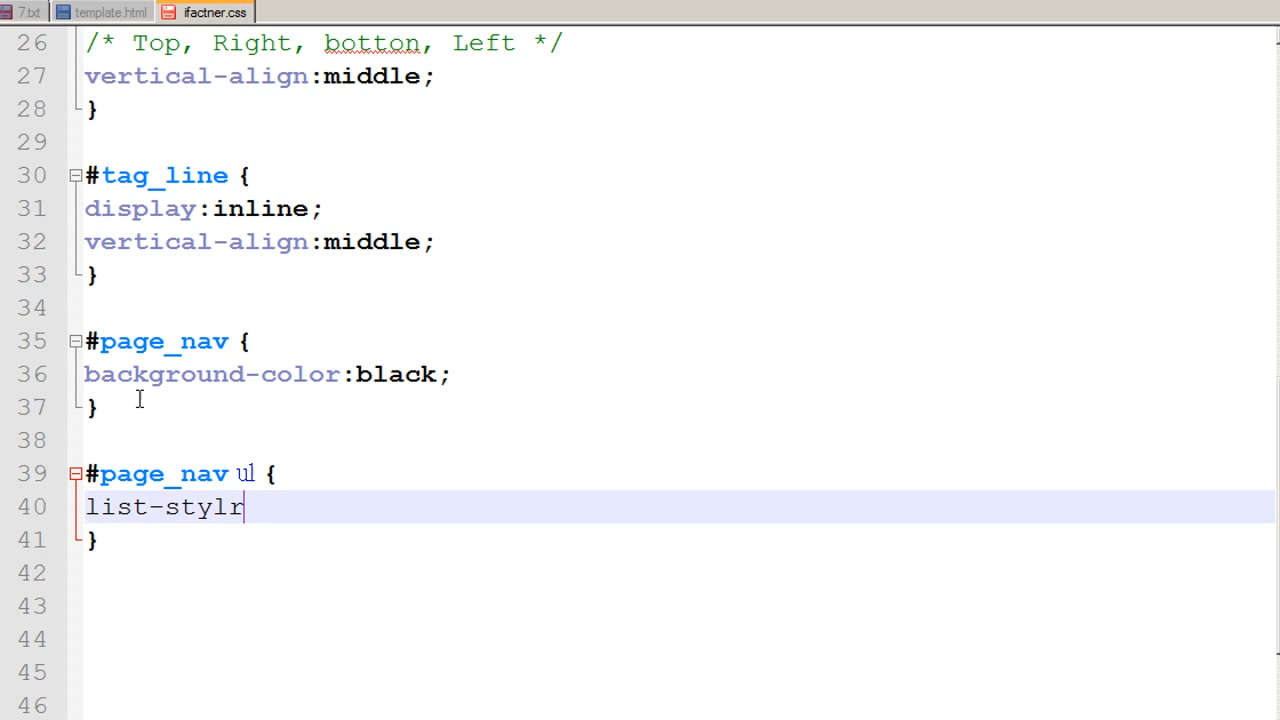 7.txt template.html ifactner.css
26 /* Top, Right, botton, Left */
27 vertical-align:middle;
28 }
29
30 #tag_line {
31 display:inline;
32 vertical-align:middle;
33 }
34
35 #page_nav {
36 background-color:black;
37 }
38
39 #page_nav ul {
40 list-stylr
41 }
42
43
44
45
46